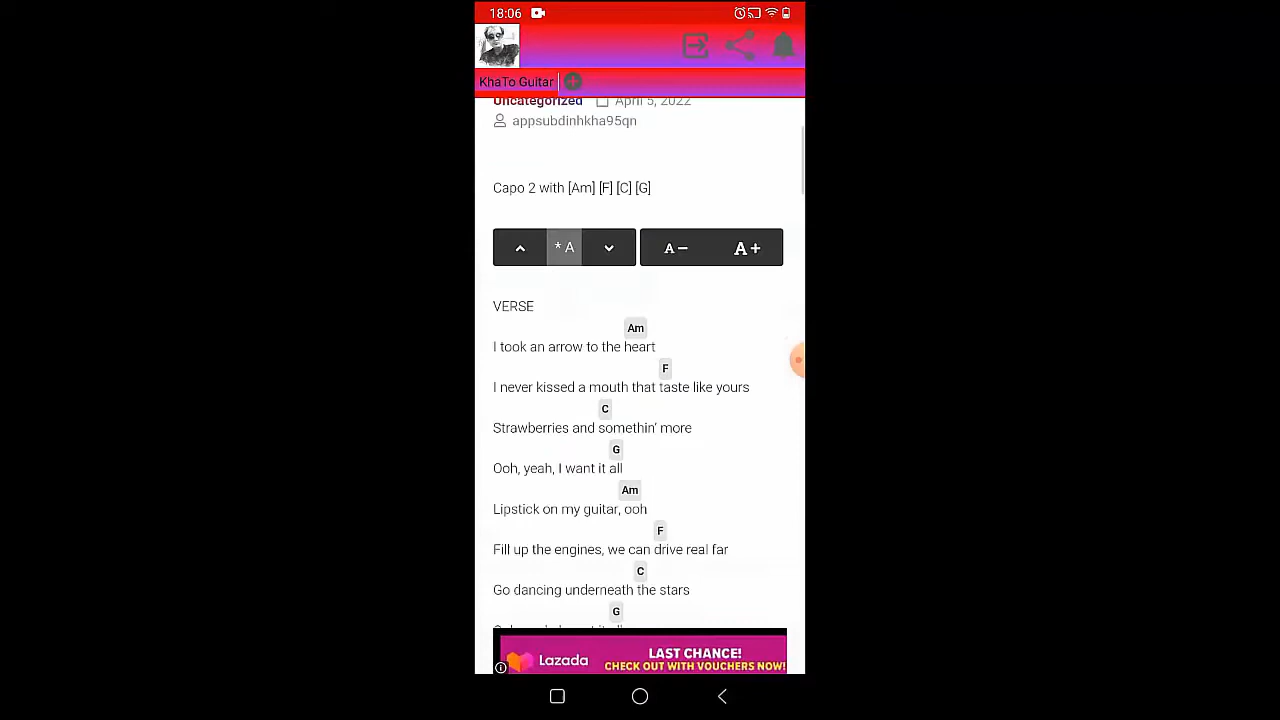 18:06
KhaTo Guitar
Uncategorized April 5, 2022
appsubdinhkha95qn
Capo 2 with [Am] [F] [C] [G]
* A A− A+
VERSE
Am
I took an arrow to the heart
F
I never kissed a mouth that taste like yours
C
Strawberries and somethin' more
G
Ooh, yeah, I want it all
Am
Lipstick on my guitar, ooh
F
Fill up the engines, we can drive real far
C
Go dancing underneath the stars
G
Lazada
LAST CHANCE!
CHECK OUT WITH VOUCHERS NOW!